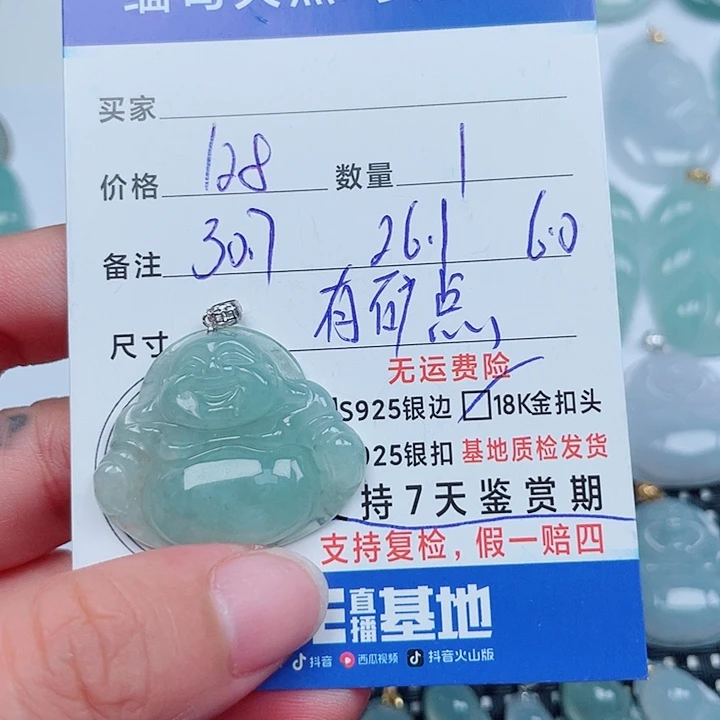 买家
价格 128 数量 1
备注 30.7 26.1 6.0
尺寸 有砂点
无运费险
S925银边 18K金扣头
925银扣 基地质检发货
持7天鉴赏期
支持复检，假一赔四
直播基地
抖音 西瓜视频 抖音火山版